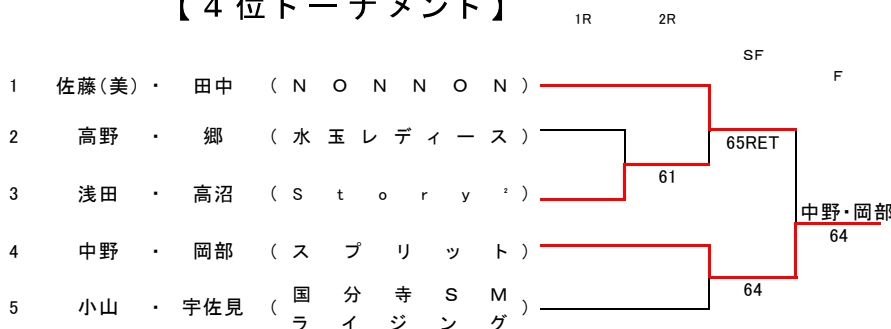 【４位トーナメント】
1R 2R
SF
F
1 佐藤(美) ・ 田中 (ＮＯＮＮＯＮ)
2 高野 ・ 郷 (水玉レディース)
65RET
61
3 浅田 ・ 高沼 (Ｓｔｏｒｙ²)
中野・岡部
64
4 中野 ・ 岡部 (スプリット)
64
5 小山 ・ 宇佐見 (国分寺ＳＭ
ライジング)